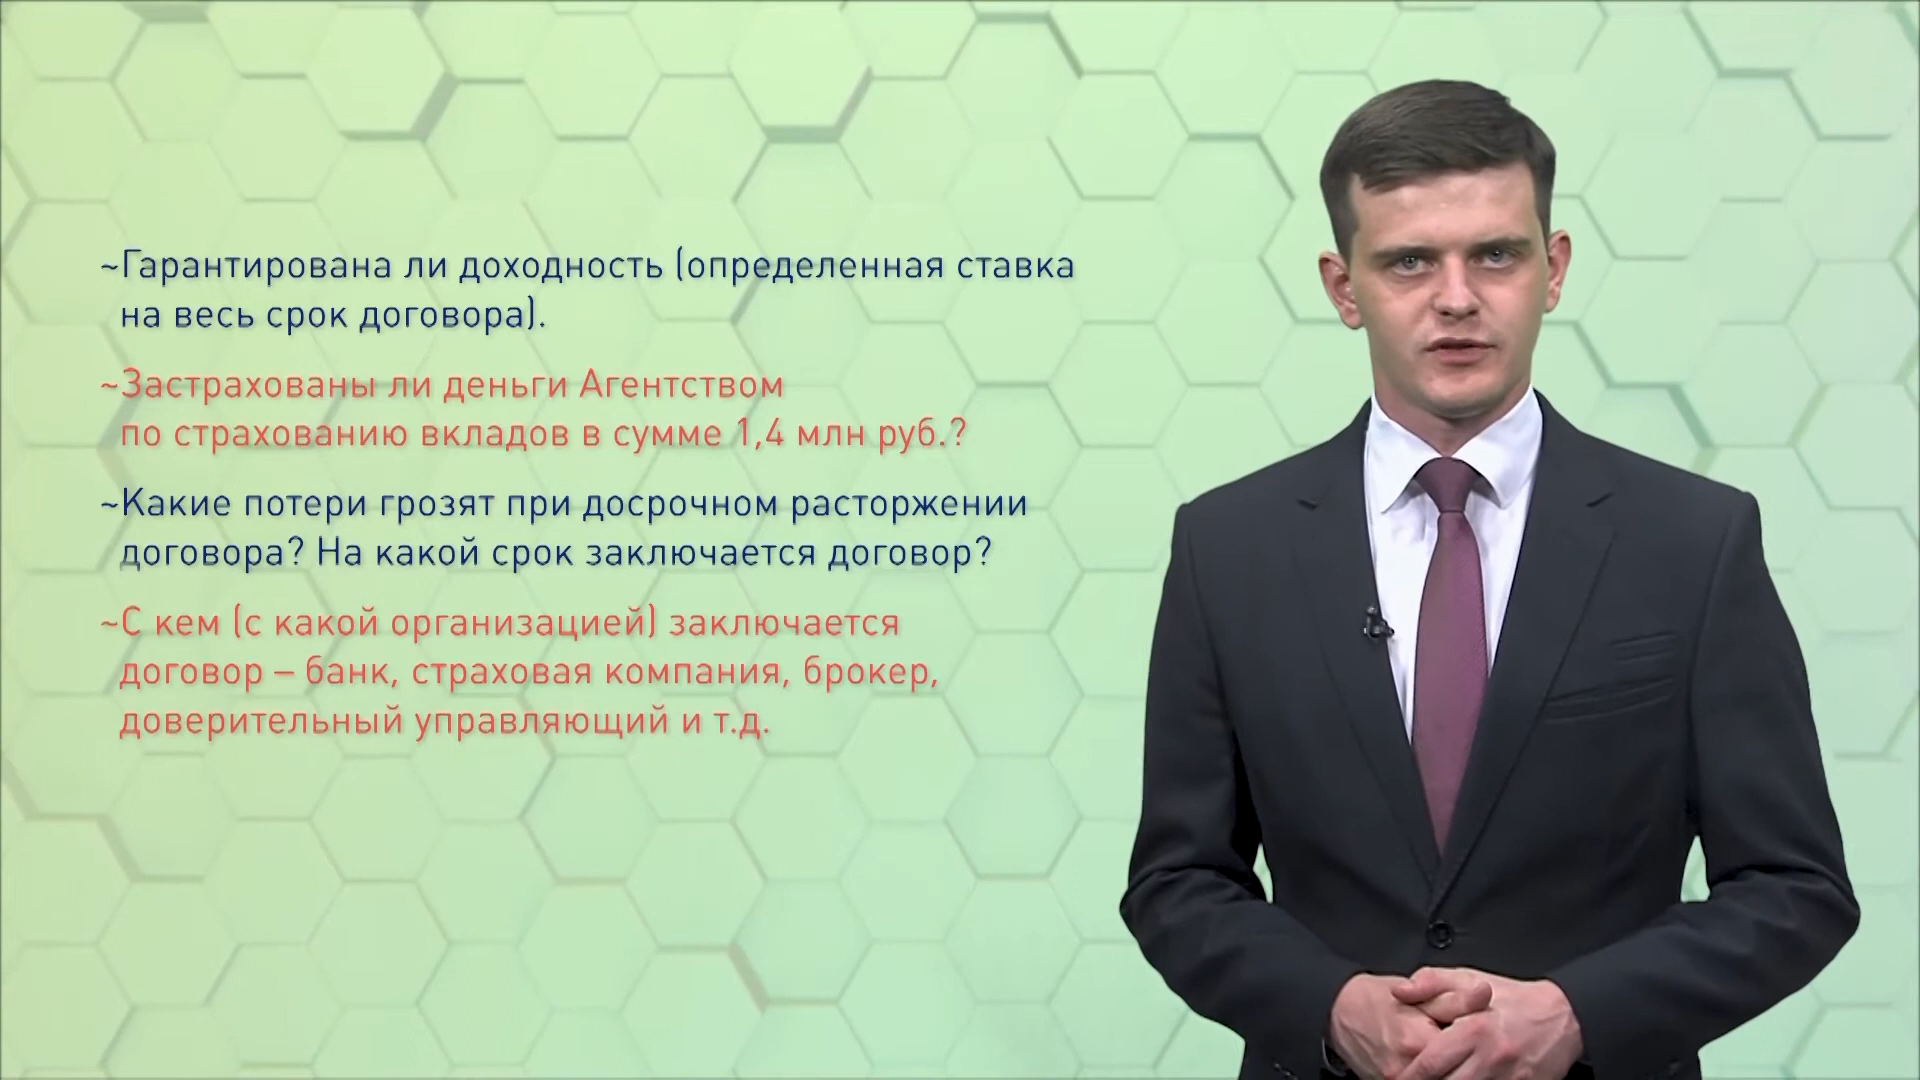 ~Гарантирована ли доходность (определенная ставка
на весь срок договора).
~Застрахованы ли деньги Агентством
по страхованию вкладов в сумме 1,4 млн руб.?
~Какие потери грозят при досрочном расторжении
договора? На какой срок заключается договор?
~С кем (с какой организацией) заключается
договор – банк, страховая компания, брокер,
доверительный управляющий и т.д.